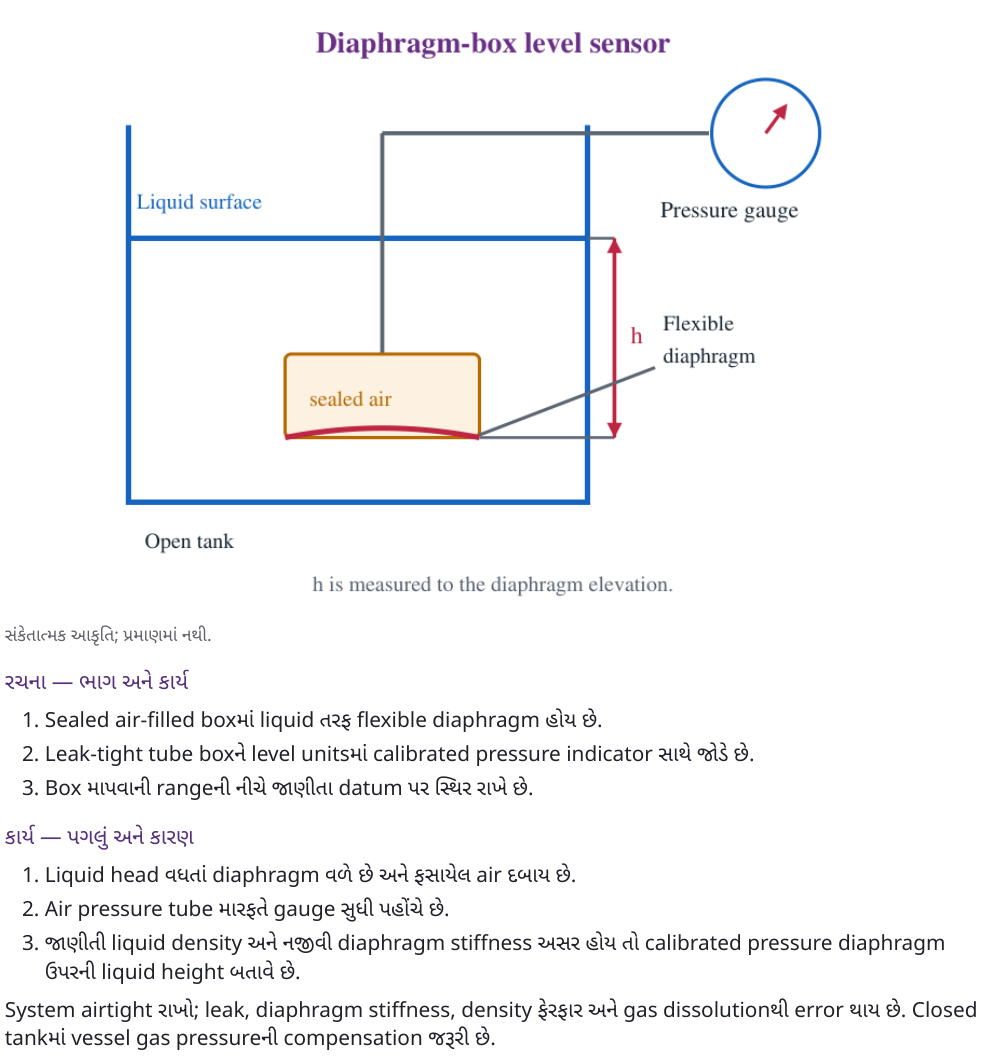 Diaphragm-box level sensor
Liquid surface
Pressure gauge
h
Flexible
diaphragm
sealed air
Open tank
h is measured to the diaphragm elevation.
સંકેતાત્મક આકૃતિ; પ્રમાણમાં નથી.
રચના — ભાગ અને કાર્ય
1. Sealed air-filled boxમાં liquid તરફ flexible diaphragm હોય છે.
2. Leak-tight tube boxને level unitsમાં calibrated pressure indicator સાથે જોડે છે.
3. Box માપવાની rangeની નીચે જાણીતા datum પર સ્થિર રાખે છે.
કાર્ય — પગલું અને કારણ
1. Liquid head વધતાં diaphragm વળે છે અને ફસાયેલ air દબાય છે.
2. Air pressure tube મારફતે gauge સુધી પહોંચે છે.
3. જાણીતી liquid density અને નજીવી diaphragm stiffness અસર હોય તો calibrated pressure diaphragm
ઉપરની liquid height બતાવે છે.
System airtight રાખો; leak, diaphragm stiffness, density ફેરફાર અને gas dissolutionથી error થાય છે. Closed
tankમાં vessel gas pressureની compensation જરૂરી છે.